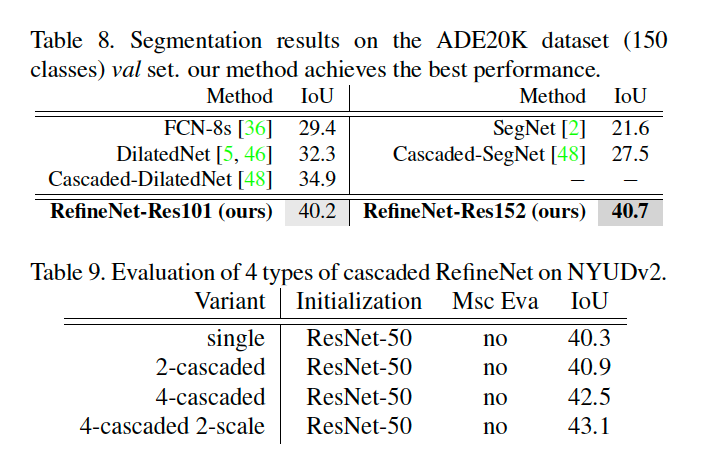 Table 8. Segmentation results on the ADE20K dataset (150
classes) val set. our method achieves the best performance.
Method IoU Method IoU
FCN-8s [36] 29.4 SegNet [2] 21.6
DilatedNet [5, 46] 32.3 Cascaded-SegNet [48] 27.5
Cascaded-DilatedNet [48] 34.9 – –
RefineNet-Res101 (ours) 40.2 RefineNet-Res152 (ours) 40.7
Table 9. Evaluation of 4 types of cascaded RefineNet on NYUDv2.
Variant Initialization Msc Eva IoU
single ResNet-50 no 40.3
2-cascaded ResNet-50 no 40.9
4-cascaded ResNet-50 no 42.5
4-cascaded 2-scale ResNet-50 no 43.1